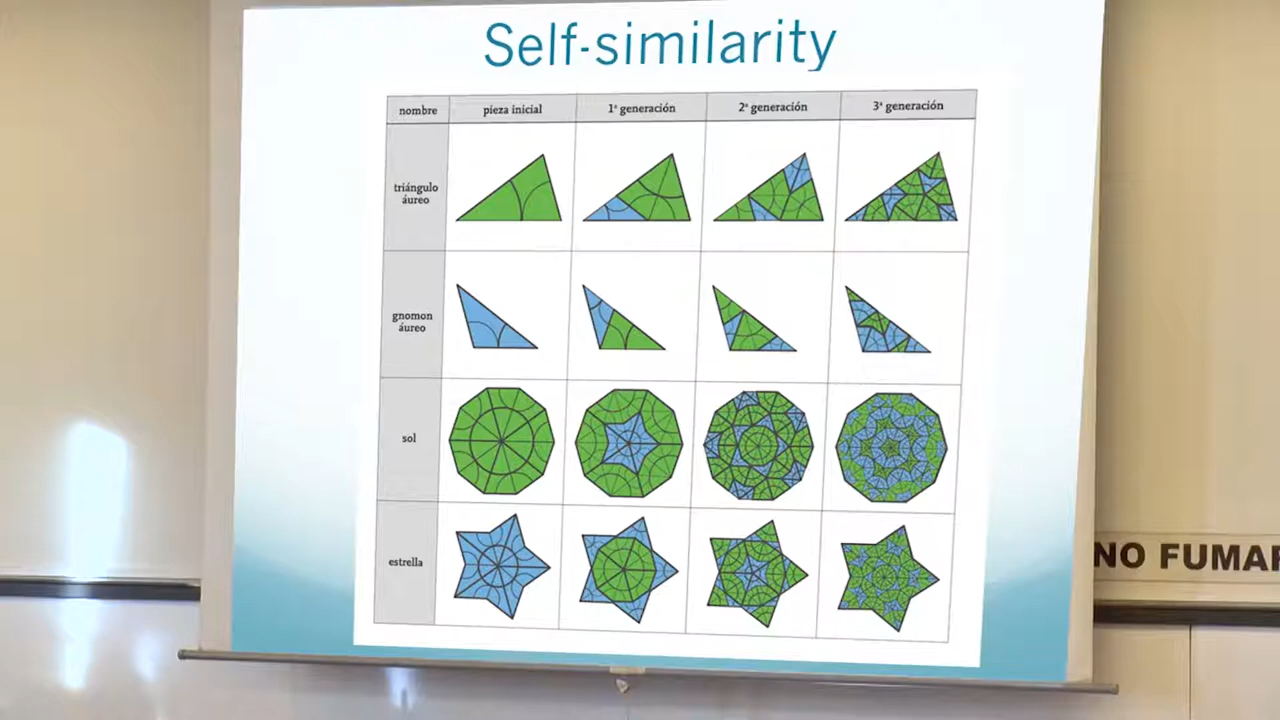 Self-similarity
nombre pieza inicial 1ª generación 2ª generación 3ª generación
triángulo
áureo
gnomon
áureo
sol
estrella
NO FUMAR